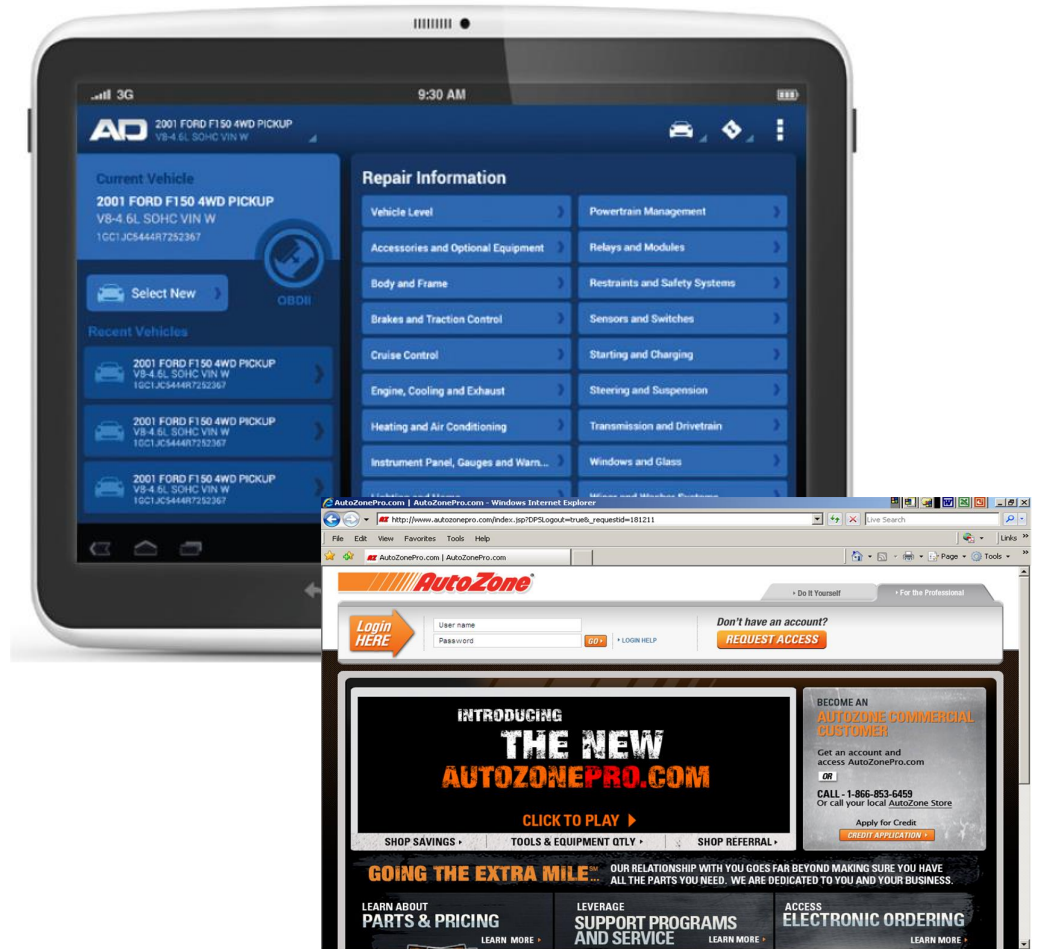 3G
9:30 AM
AD
2001 FORD F150 4WD PICKUP
V8-4.6L SOHC VIN W
Current Vehicle
2001 FORD F150 4WD PICKUP
V8-4.6L SOHC VIN W
1GC1JC5444R7252367
OBDII
Select New
Recent Vehicles
2001 FORD F150 4WD PICKUP
V8-4.6L SOHC VIN W
1GC1JC5444R7252367
2001 FORD F150 4WD PICKUP
V8-4.6L SOHC VIN W
1GC1JC5444R7252367
2001 FORD F150 4WD PICKUP
V8-4.6L SOHC VIN W
1GC1JC5444R7252367
Repair Information
Vehicle Level
Powertrain Management
Accessories and Optional Equipment
Relays and Modules
Body and Frame
Restraints and Safety Systems
Brakes and Traction Control
Sensors and Switches
Cruise Control
Starting and Charging
Engine, Cooling and Exhaust
Steering and Suspension
Heating and Air Conditioning
Transmission and Drivetrain
Instrument Panel, Gauges and Warn...
Windows and Glass
AutoZonePro.com | AutoZonePro.com - Windows Internet Explorer
http://www.autozonepro.com/index.jsp?DPSLogout=true&_requestid=181211
Live Search
File Edit View Favorites Tools Help
Links
AutoZonePro.com | AutoZonePro.com
Page Tools
AutoZone
Do It Yourself
For the Professional
Login
HERE
User name
Password
GO
LOGIN HELP
Don't have an account?
REQUEST ACCESS
INTRODUCING
THE NEW
AUTOZONEPRO.COM
CLICK TO PLAY
SHOP SAVINGS
TOOLS & EQUIPMENT QTLY
SHOP REFERRAL
BECOME AN
AUTOZONE COMMERCIAL
CUSTOMER
Get an account and
access AutoZonePro.com
OR
CALL - 1-866-853-6459
Or call your local AutoZone Store
Apply for Credit
CREDIT APPLICATION
GOING THE EXTRA MILE℠...
OUR RELATIONSHIP WITH YOU GOES FAR BEYOND MAKING SURE YOU HAVE
ALL THE PARTS YOU NEED. WE ARE DEDICATED TO YOU AND YOUR BUSINESS.
LEARN ABOUT
PARTS & PRICING
LEARN MORE
LEVERAGE
SUPPORT PROGRAMS
AND SERVICE
LEARN MORE
ACCESS
ELECTRONIC ORDERING
LEARN MORE